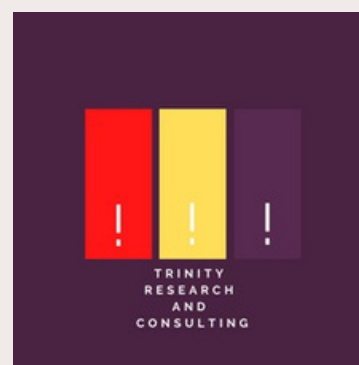 ! ! !
TRINITY
RESEARCH
AND
CONSULTING